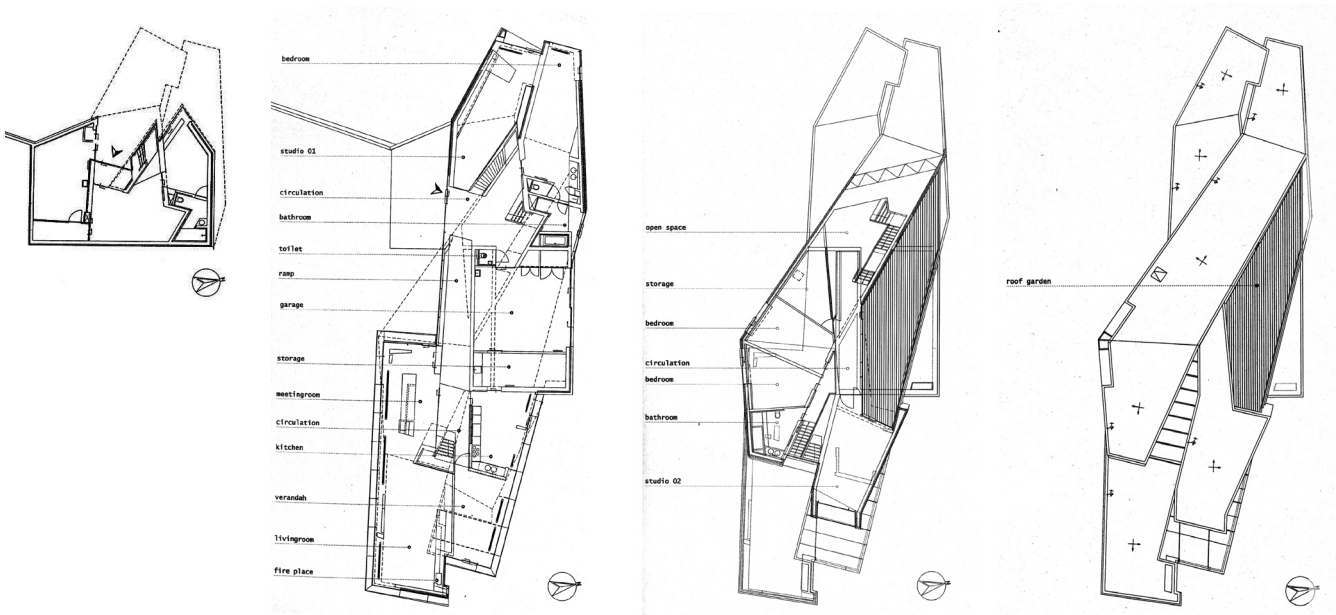 bedroom
studio 01
circulation
bathroom
toilet
ramp
garage
storage
meetingroom
circulation
kitchen
verandah
livingroom
fire place
open space
storage
bedroom
circulation
bedroom
bathroom
studio 02
roof garden